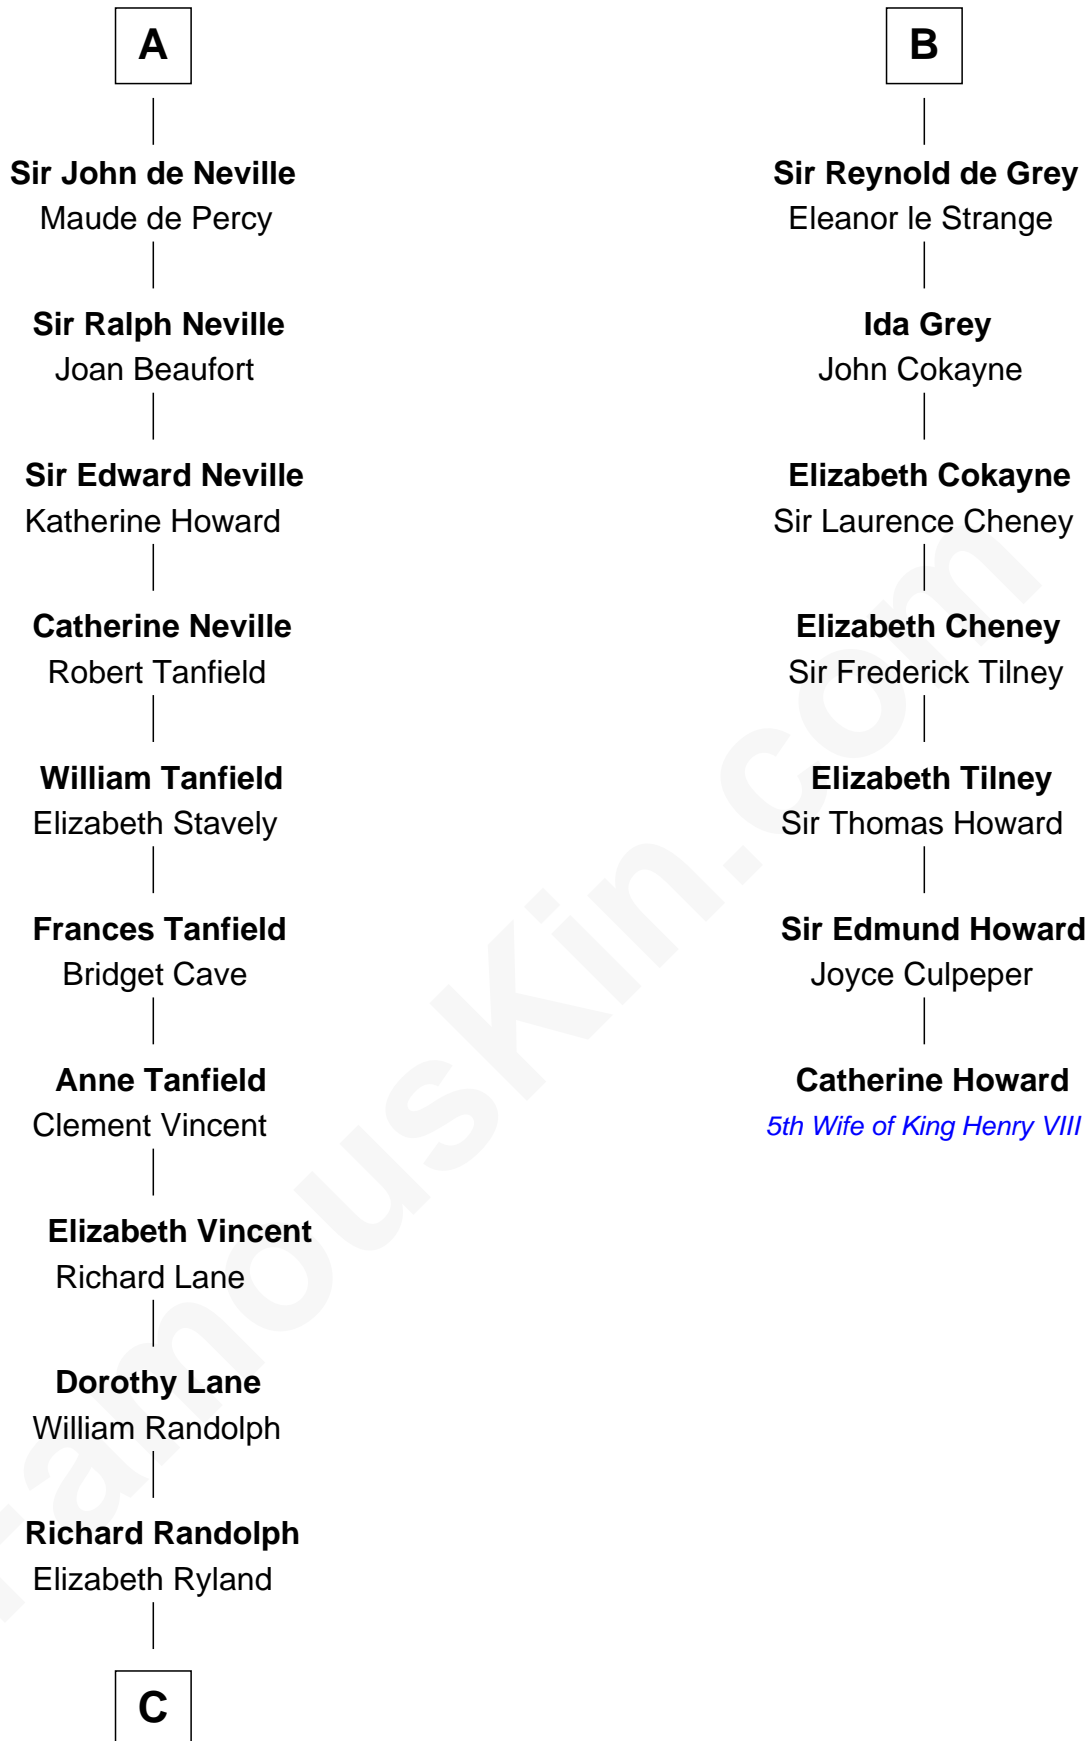 A
Sir John de Neville
Maude de Percy
Sir Ralph Neville
Joan Beaufort
Sir Edward Neville
Katherine Howard
Catherine Neville
Robert Tanfield
William Tanfield
Elizabeth Stavely
Frances Tanfield
Bridget Cave
Anne Tanfield
Clement Vincent
Elizabeth Vincent
Richard Lane
Dorothy Lane
William Randolph
Richard Randolph
Elizabeth Ryland
C
B
Sir Reynold de Grey
Eleanor le Strange
Ida Grey
John Cokayne
Elizabeth Cokayne
Sir Laurence Cheney
Elizabeth Cheney
Sir Frederick Tilney
Elizabeth Tilney
Sir Thomas Howard
Sir Edmund Howard
Joyce Culpeper
Catherine Howard
5th Wife of King Henry VIII
FamousKin.com